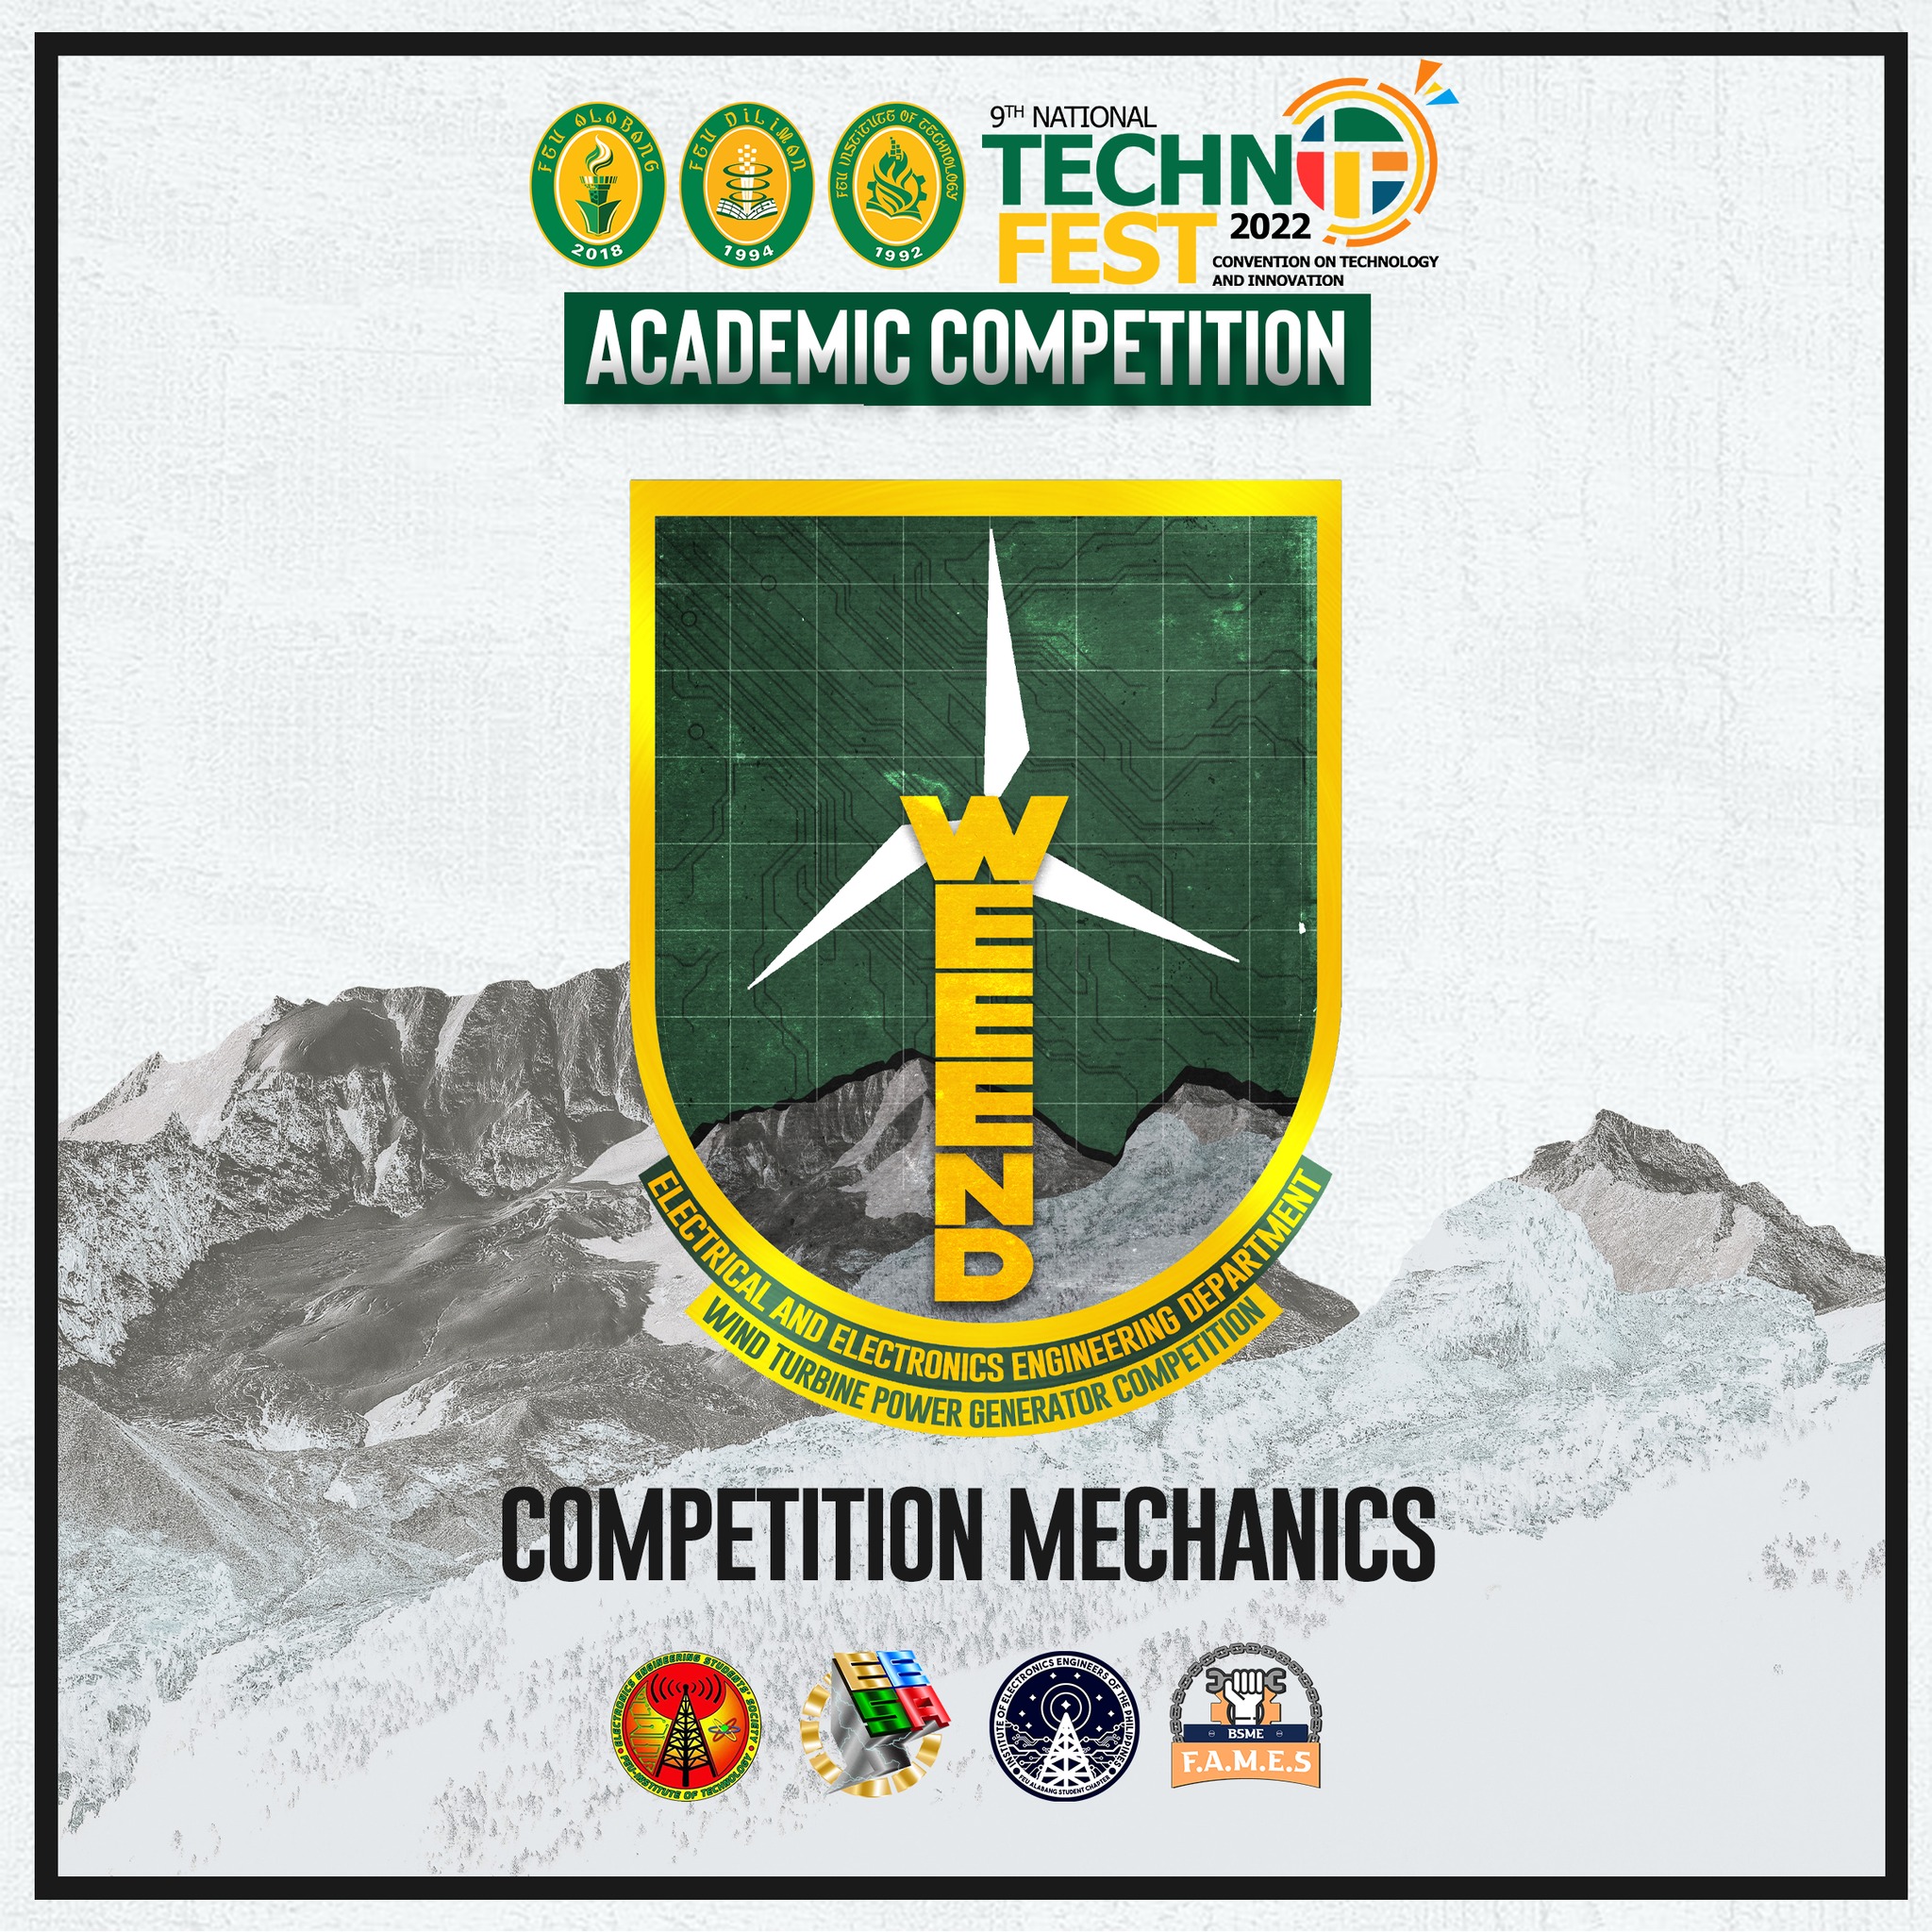 FEU ALABANG
2018
FEU DILIMAN
1994
FEU INSTITUTE OF TECHNOLOGY
1992
9TH NATIONAL
TECHNO
FEST 2022
CONVENTION ON TECHNOLOGY
AND INNOVATION
ACADEMIC COMPETITION
WEEEND
ELECTRICAL AND ELECTRONICS ENGINEERING DEPARTMENT
WIND TURBINE POWER GENERATOR COMPETITION
COMPETITION MECHANICS
ELECTRONICS ENGINEERING STUDENTS' SOCIETY
FEU-INSTITUTE OF TECHNOLOGY
EESA
INSTITUTE OF ELECTRONICS ENGINEERS OF THE PHILIPPINES
FEU ALABANG STUDENT CHAPTER
BSME
F.A.M.E.S